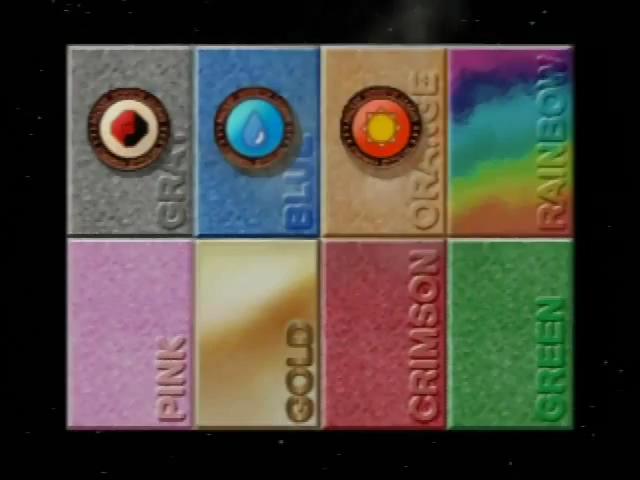 GRAY
BLUE
ORANGE
RAINBOW
PINK
GOLD
CRIMSON
GREEN